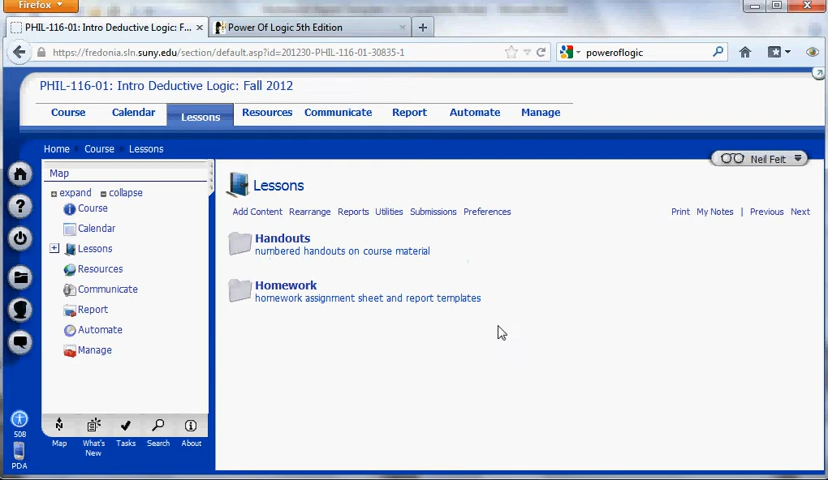 Firefox
PHIL-116-01: Intro Deductive Logic: F...
Power Of Logic 5th Edition
https://fredonia.sln.suny.edu/section/default.asp?id=201230-PHIL-116-01-30835-1
poweroflogic
PHIL-116-01: Intro Deductive Logic: Fall 2012
Course Calendar Lessons Resources Communicate Report Automate Manage
Home Course Lessons
Neil Feit
Map
expand collapse
Course
Calendar
Lessons
Resources
Communicate
Report
Automate
Manage
Lessons
Add Content Rearrange Reports Utilities Submissions Preferences
Print My Notes | Previous Next
Handouts
numbered handouts on course material
Homework
homework assignment sheet and report templates
Map What's New Tasks Search About
508
PDA